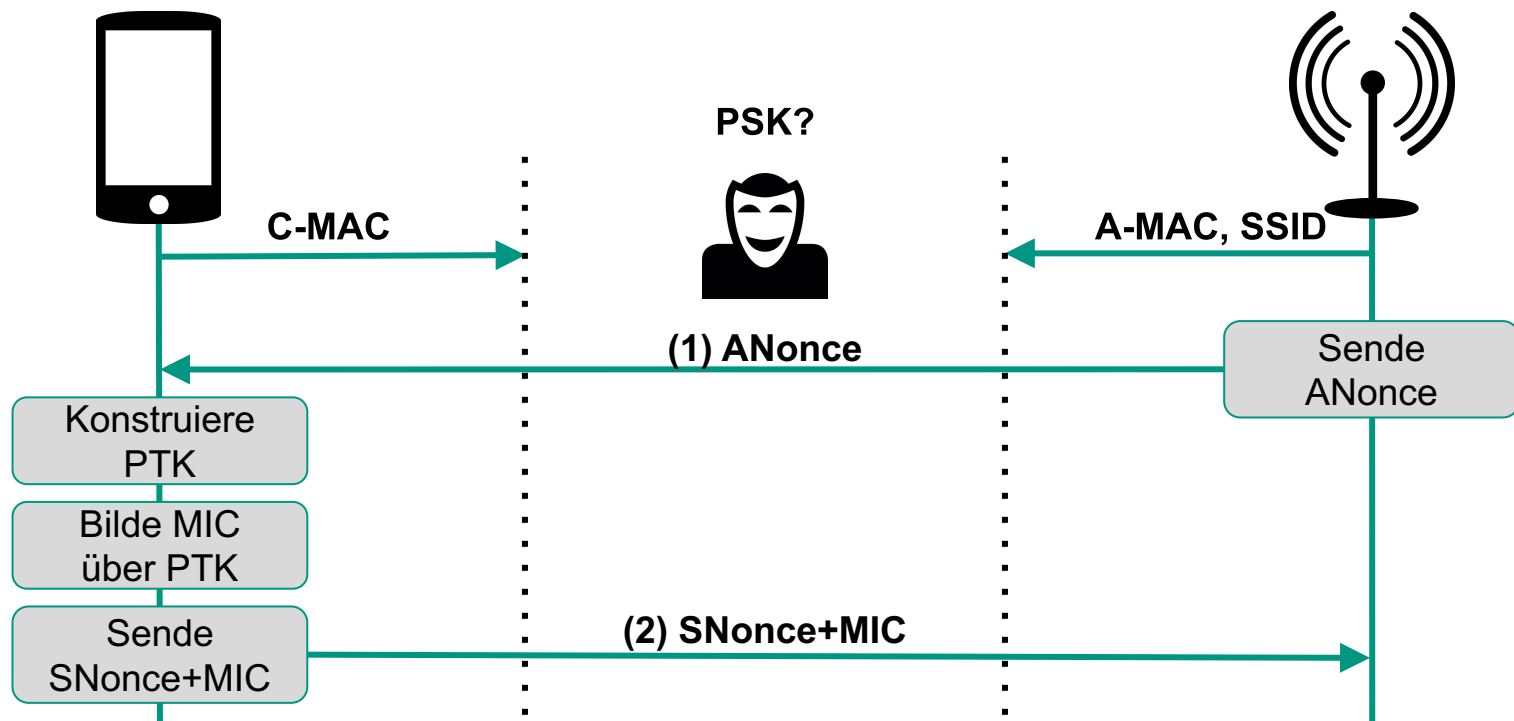 PSK?
C-MAC
A-MAC, SSID
(1) ANonce
Sende
ANonce
Konstruiere
PTK
Bilde MIC
über PTK
Sende
SNonce+MIC
(2) SNonce+MIC